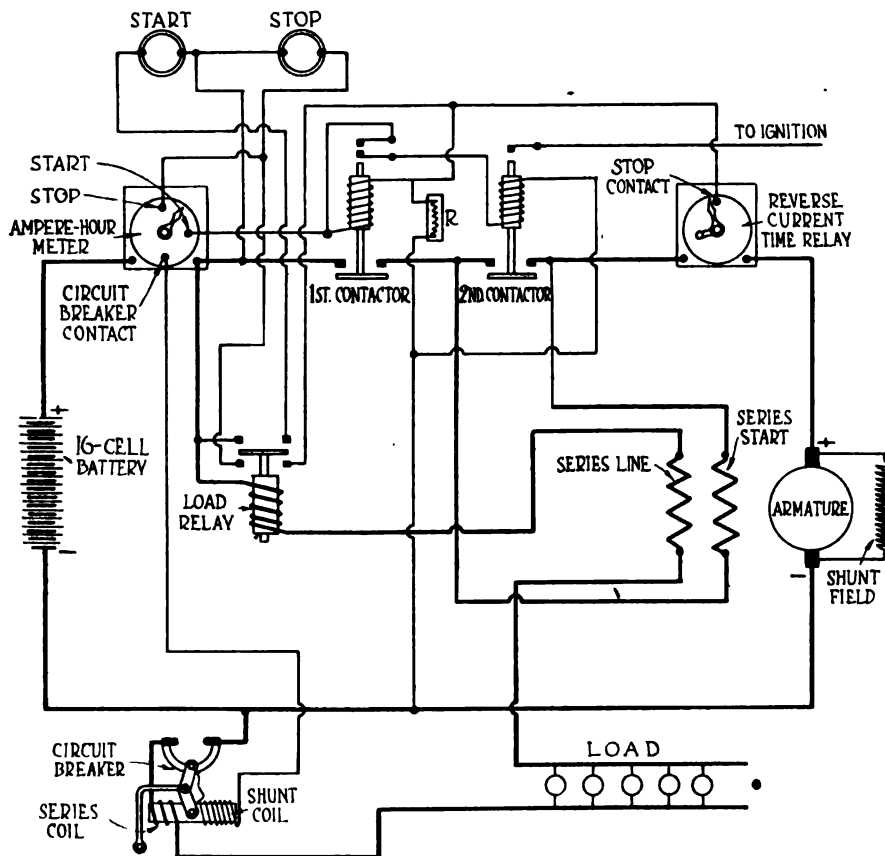 START
STOP
TO IGNITION
START
STOP
AMPERE-HOUR
METER
CIRCUIT
BREAKER
CONTACT
R
1ST. CONTACTOR
2ND. CONTACTOR
STOP
CONTACT
REVERSE
CURRENT
TIME RELAY
+
16-CELL
BATTERY
−
LOAD
RELAY
SERIES LINE
SERIES
START
+
ARMATURE
−
SHUNT
FIELD
CIRCUIT
BREAKER
SERIES
COIL
SHUNT
COIL
LOAD